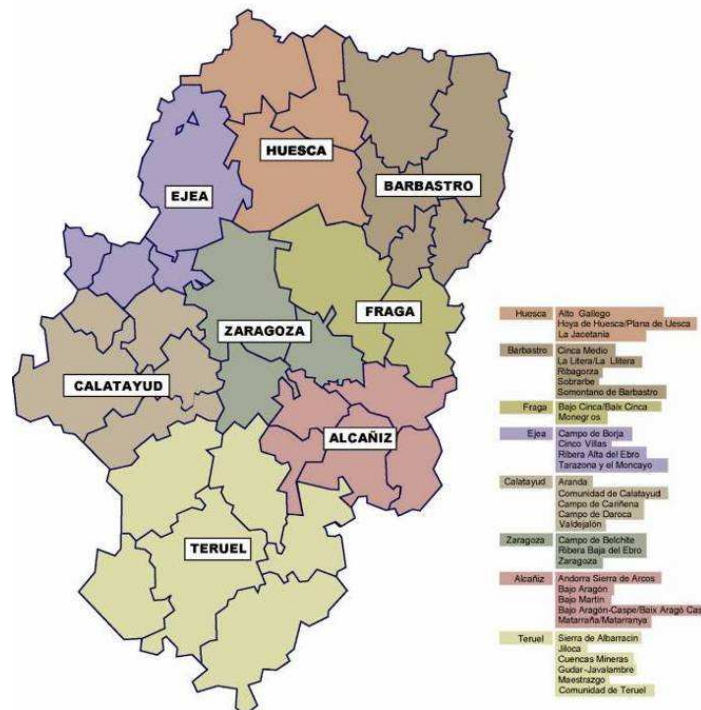 HUESCA
BARBASTRO
EJEA
FRAGA
ZARAGOZA
CALATAYUD
ALCAÑIZ
TERUEL
Huesca Alto Gallego
Hoya de Huesca/Plana de Uesca
La Jacetania
Barbastro Cinca Medio
La Litera/La Llitera
Ribagorza
Sobrarbe
Somontano de Barbastro
Fraga Bajo Cinca/Baix Cinca
Monegros
Ejea Campo de Borja
Cinco Villas
Ribera Alta del Ebro
Tarazona y el Moncayo
Calatayud Aranda
Comunidad de Calatayud
Campo de Cariñena
Campo de Daroca
Valdejalón
Zaragoza Campo de Belchite
Ribera Baja del Ebro
Zaragoza
Alcañiz Andorra Sierra de Arcos
Bajo Aragón
Bajo Martín
Bajo Aragón-Caspe/Baix Aragó Cas
Matarraña/Matarranya
Teruel Sierra de Albarracin
Jiloca
Cuencas Mineras
Gudar-Javalambre
Maestrazgo
Comunidad de Teruel